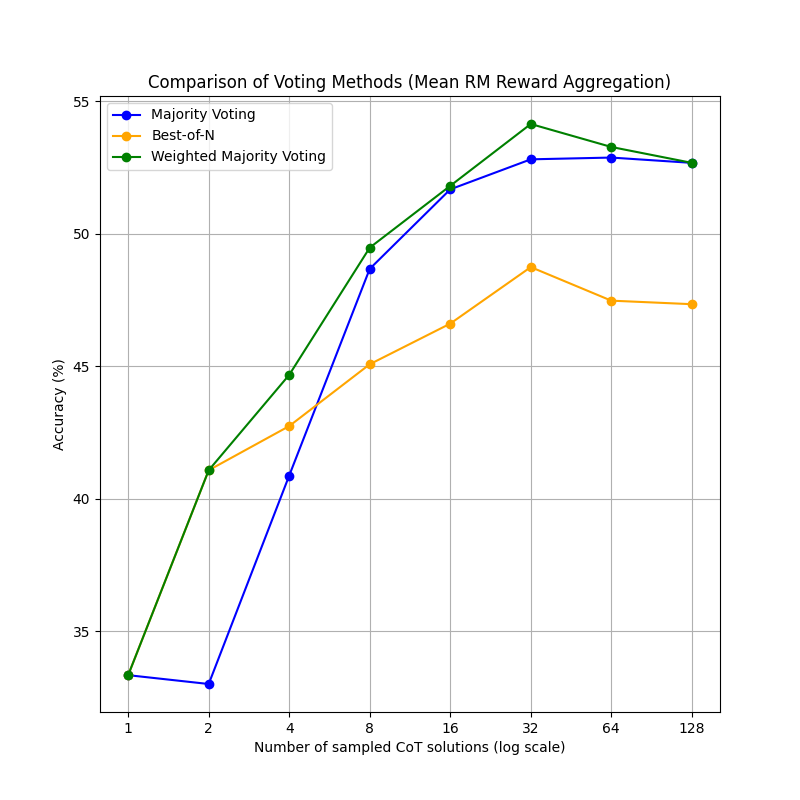 Comparison of Voting Methods (Mean RM Reward Aggregation)
Majority Voting
Best-of-N
Weighted Majority Voting
55
50
45
40
35
Accuracy (%)
1 2 4 8 16 32 64 128
Number of sampled CoT solutions (log scale)